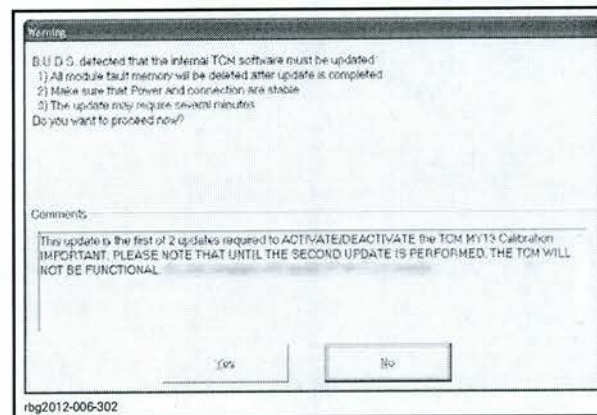 Warning
B.U.D.S. detected that the internal TCM software must be updated:
1) All module fault memory will be deleted after update is completed
2) Make sure that Power and connection are stable
3) The update may require several minutes
Do you want to proceed now?
Comments
This update is the first of 2 updates required to ACTIVATE/DEACTIVATE the TCM MY13 Calibration
IMPORTANT, PLEASE NOTE THAT UNTIL THE SECOND UPDATE IS PERFORMED, THE TCM WILL
NOT BE FUNCTIONAL
Yes
No
rbg2012-006-302